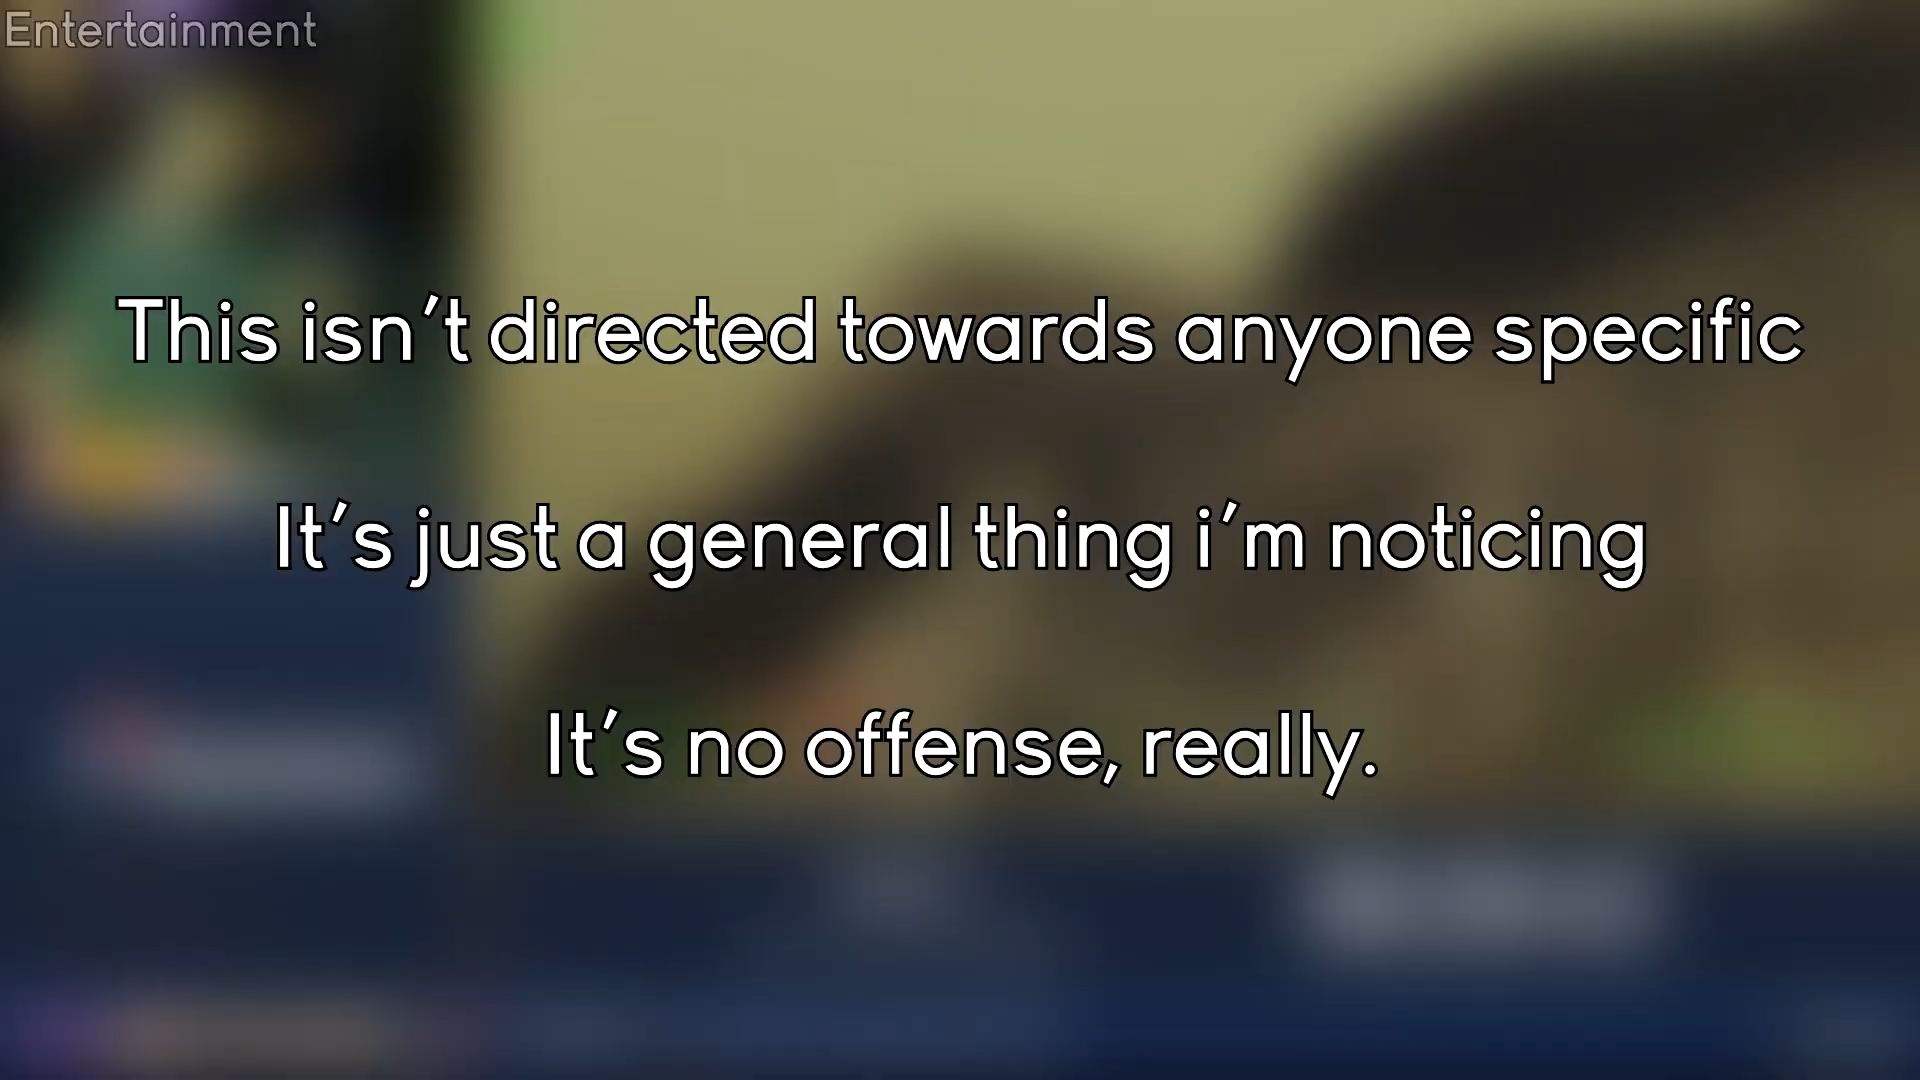 Entertainment
This isn't directed towards anyone specific
It's just a general thing i'm noticing
It's no offense, really.